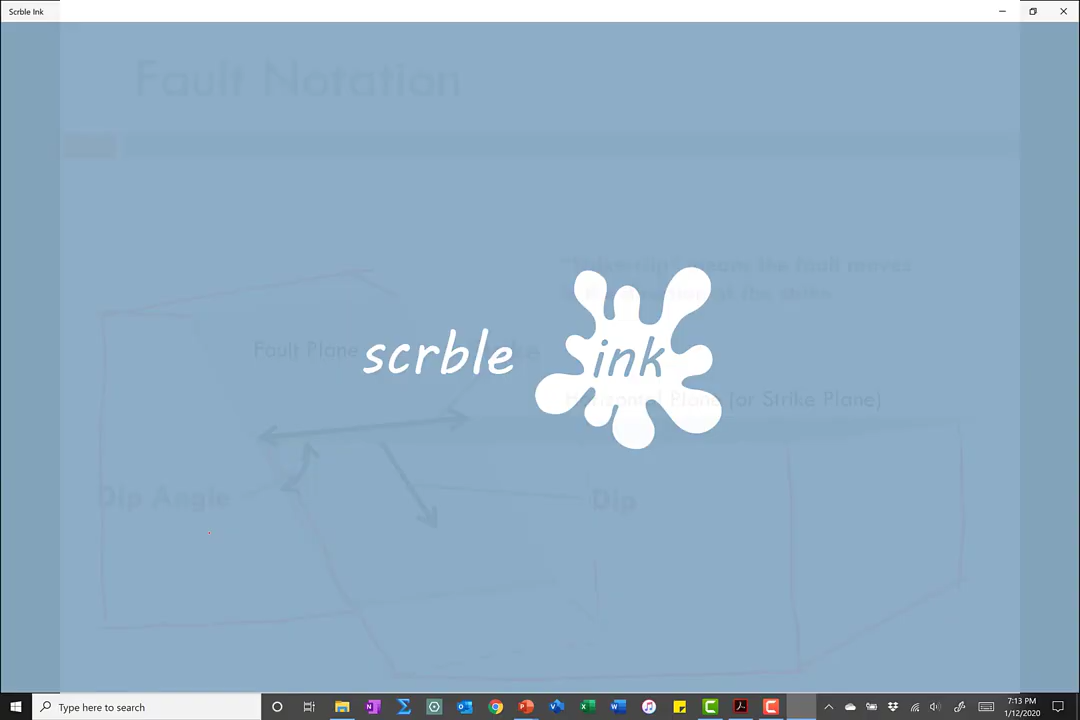 Scrble Ink
Fault Notation
"Strike-slip" means the fault moves
in the direction of the strike
Fault Plane
scrble ink
Horizontal Plane (or Strike Plane)
Dip Angle
Dip
Type here to search
7:13 PM
1/12/2020